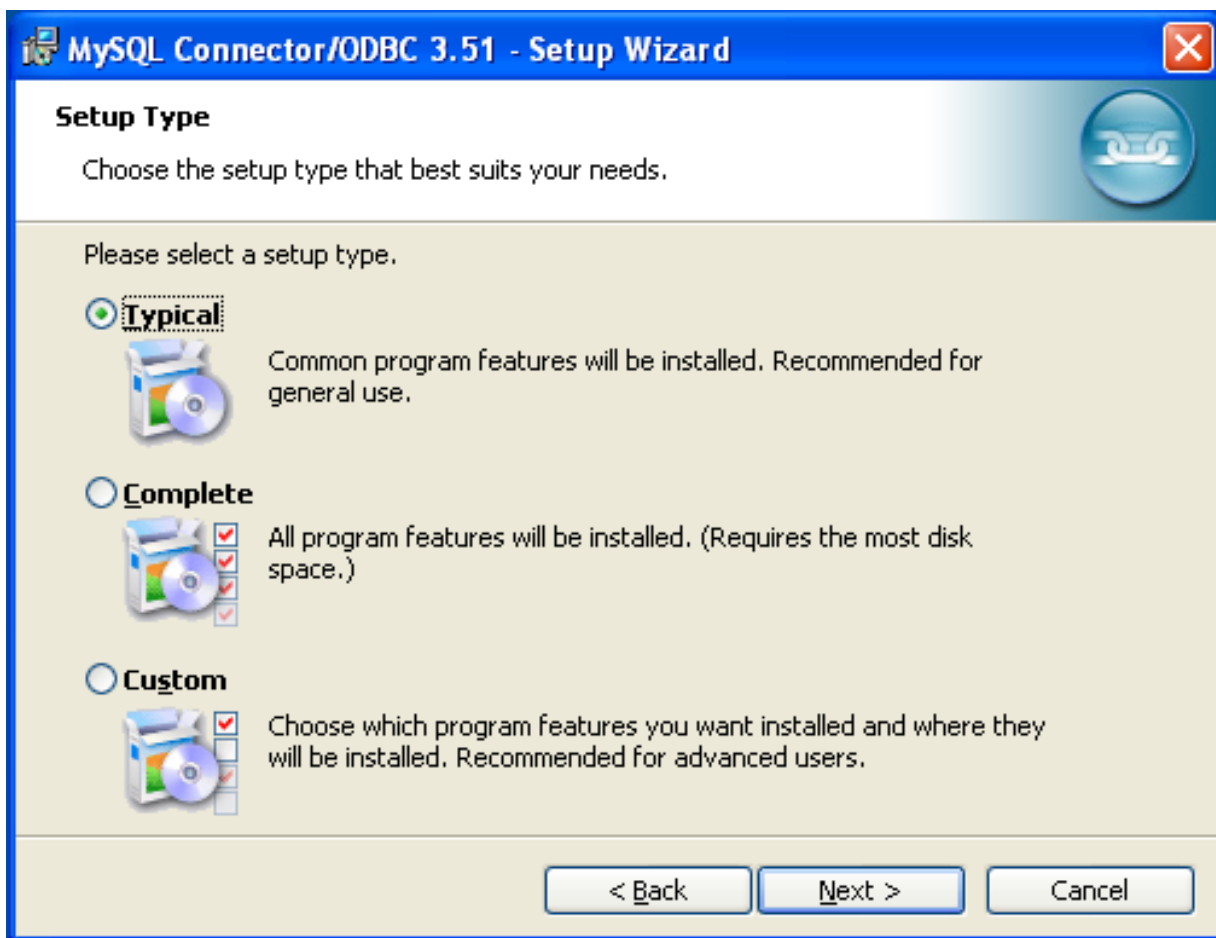 MySQL Connector/ODBC 3.51 - Setup Wizard
Setup Type
Choose the setup type that best suits your needs.
Please select a setup type.
Typical
Common program features will be installed. Recommended for
general use.
Complete
All program features will be installed. (Requires the most disk
space.)
Custom
Choose which program features you want installed and where they
will be installed. Recommended for advanced users.
< Back
Next >
Cancel